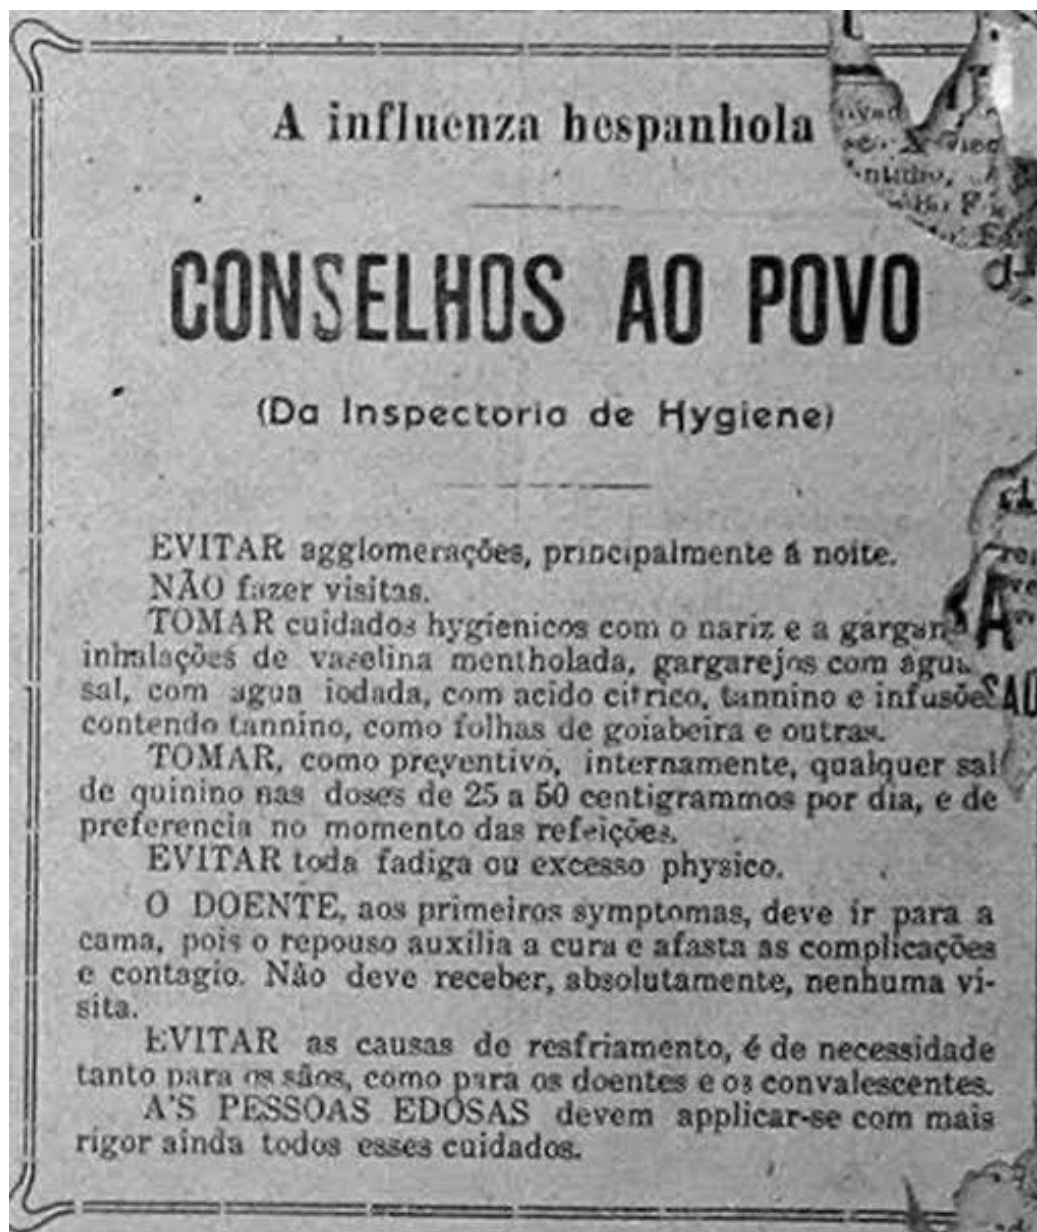 A influenza hespanhola
CONSELHOS AO POVO
(Da Inspectoria de Hygiene)
EVITAR agglomerações, principalmente á noite.
NÃO fazer visitas.
TOMAR cuidados hygienicos com o nariz e a
inhalações de vaselina mentholada, gargarejos com agua
sal, com agua iodada, com acido citrico, tannino e infusões
contendo tannino, como folhas de goiabeira e outras.
TOMAR, como preventivo, internamente, qualquer sal
de quinino nas doses de 25 a 50 centigrammos por dia, e de
preferencia no momento das refeições.
EVITAR toda fadiga ou excesso physico.
O DOENTE, aos primeiros symptomas, deve ir para a
cama, pois o repouso auxilia a cura e afasta as complicações
e contagio. Não deve receber, absolutamente, nenhuma vi-
sita.
EVITAR as causas de resfriamento, é de necessidade
tanto para os sãos, como para os doentes e os convalescentes.
A'S PESSOAS EDOSAS devem applicar-se com mais
rigor ainda todos esses cuidados.